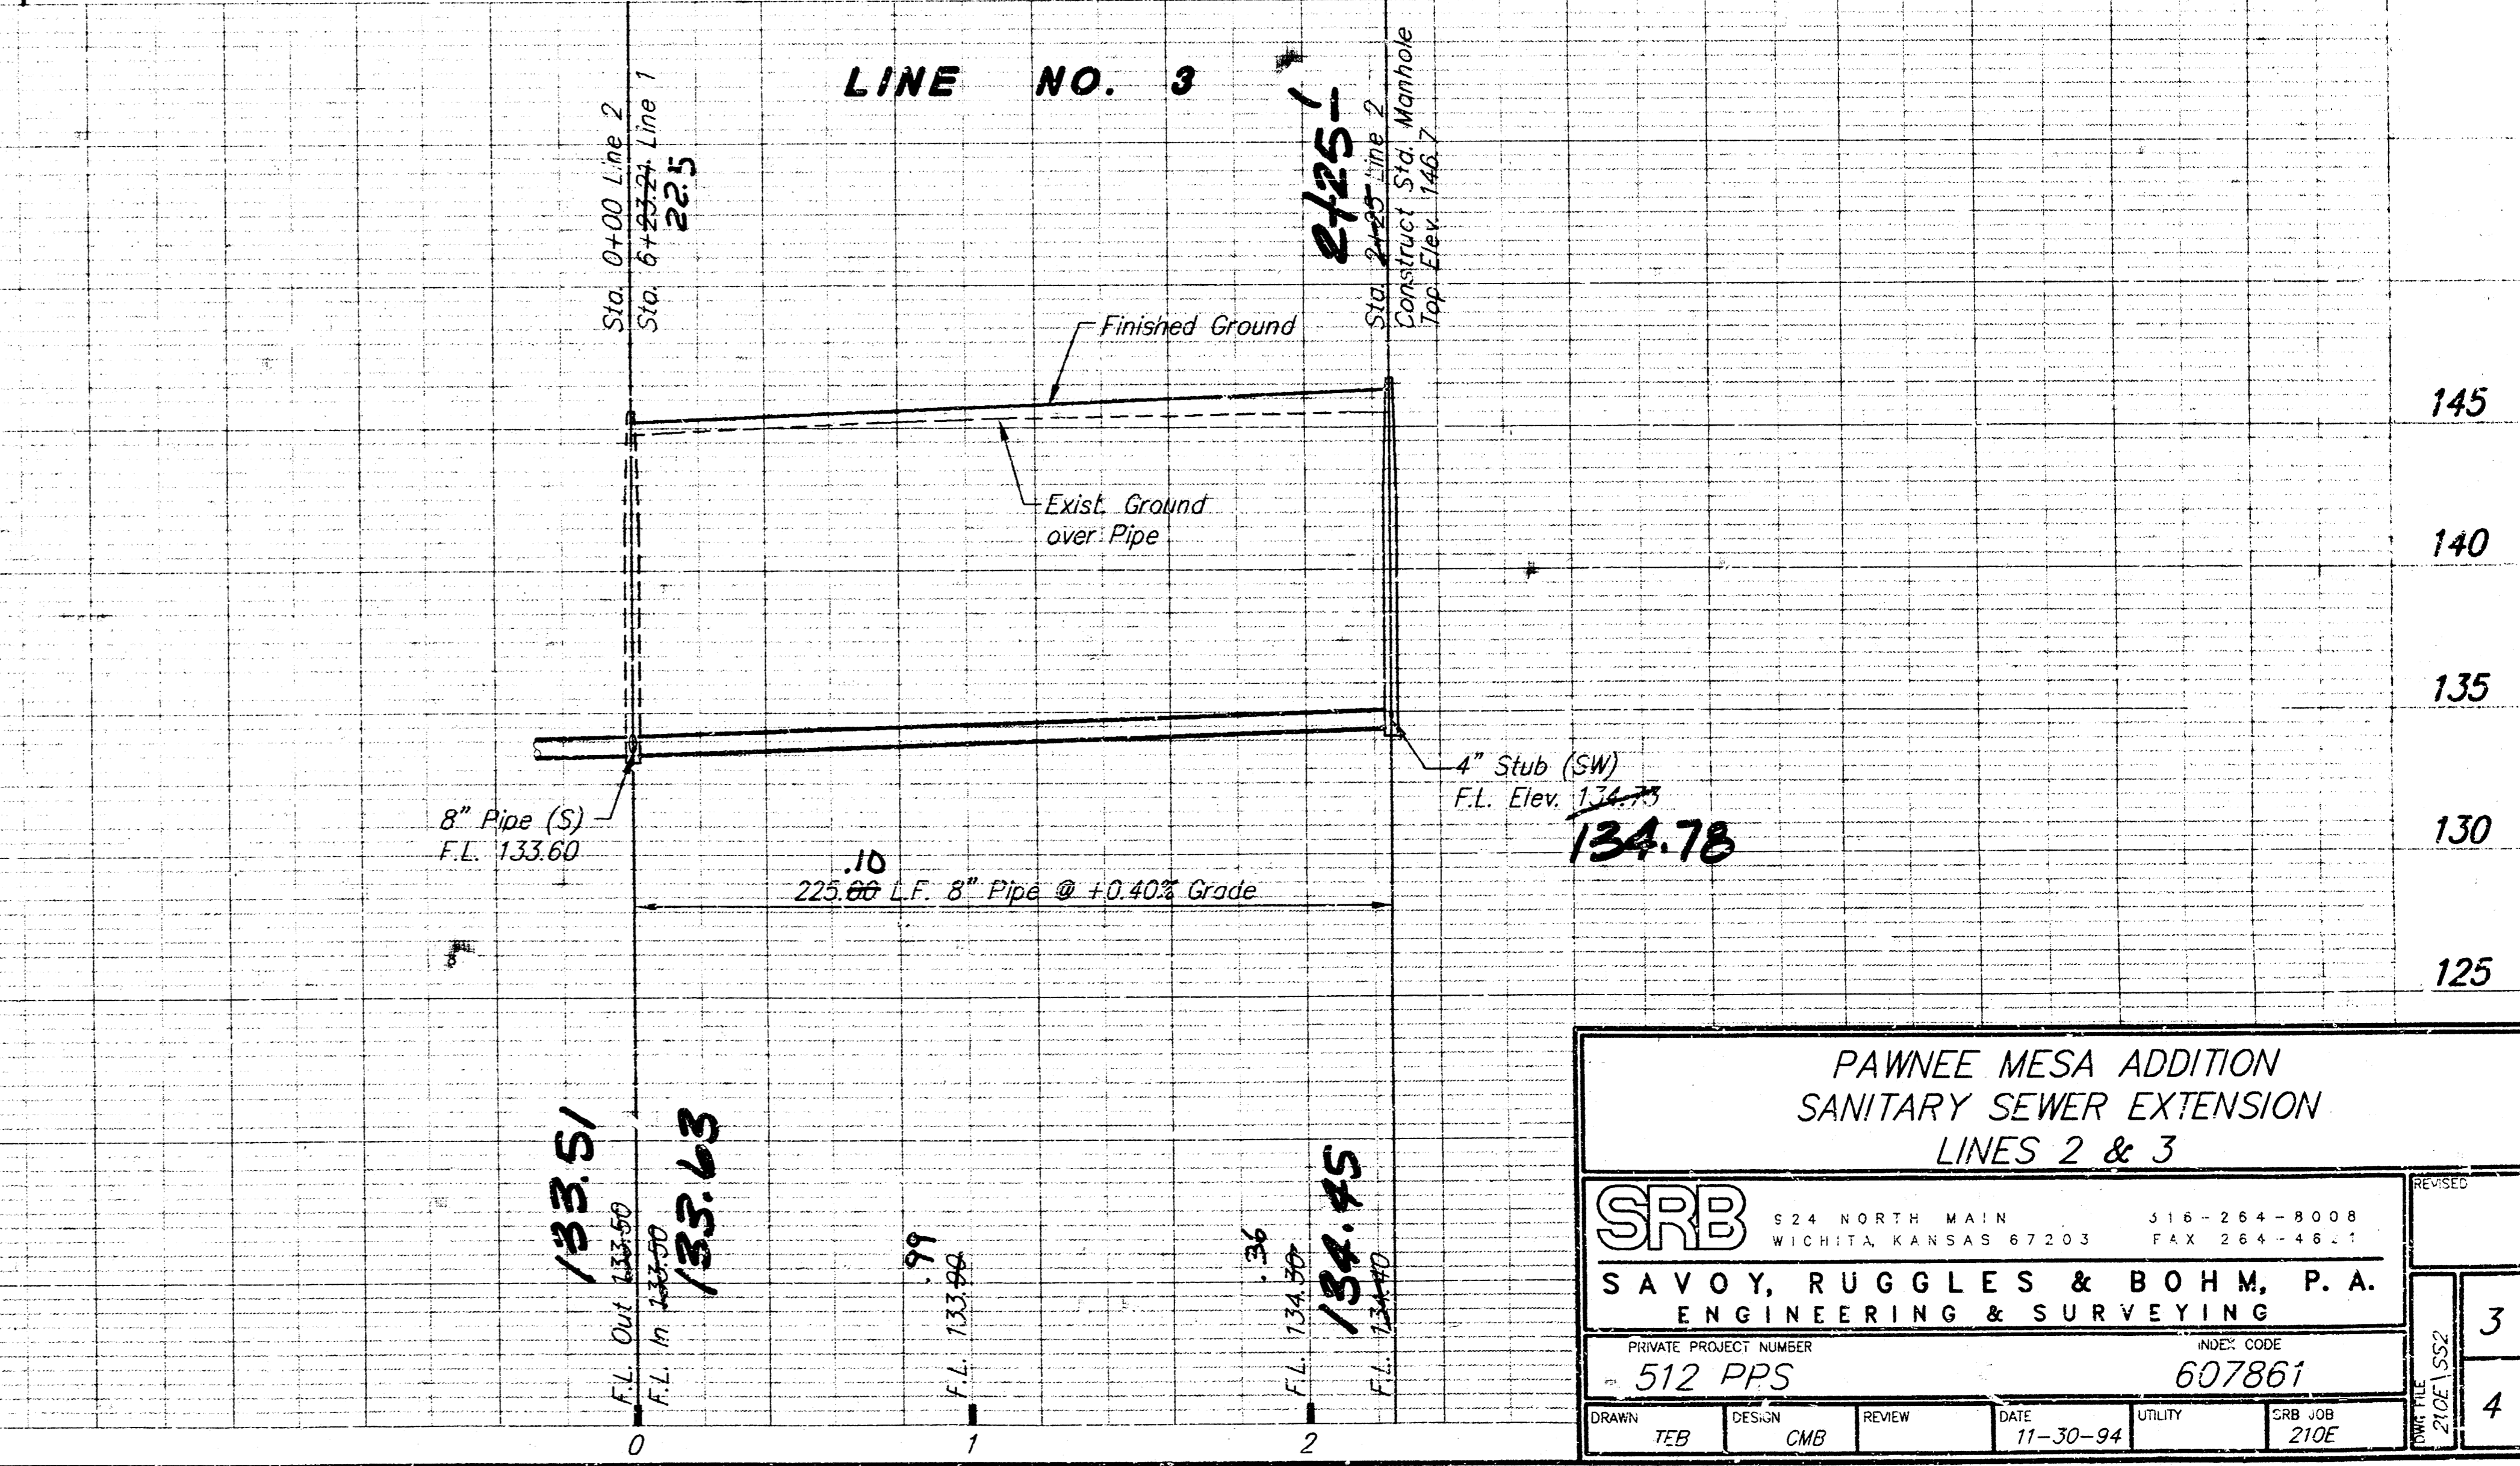 LINE NO. 3
Sta. 0+00 Line 2
Sta. 6+23.21 Line 1
22.5
2+25.1
Sta. 2+25 Line 2
Construct Std. Manhole
Top Elev. 146.7
Finished Ground
Exist. Ground
over Pipe
145
140
135
130
125
8" Pipe (S)
F.L. 133.60
4" Stub (SW)
F.L. Elev. 134.73
134.78
.10
225.00 L.F. 8" Pipe @ +0.40% Grade
133.51
F.L. Out 133.50
F.L. In 133.50
133.63
.99
F.L. 133.90
.36
F.L. 134.30
134.45
F.L. 134.40
0
1
2
PAWNEE MESA ADDITION
SANITARY SEWER EXTENSION
LINES 2 & 3
SRB
924 NORTH MAIN
WICHITA, KANSAS 67203
316-264-8008
FAX 264-4621
SAVOY, RUGGLES & BOHM, P. A.
ENGINEERING & SURVEYING
REVISED
PRIVATE PROJECT NUMBER
512 PPS
INDEX CODE
607861
DRAWN
TEB
DESIGN
CMB
REVIEW
DATE
11-30-94
UTILITY
SRB JOB
210E
DWG FILE
210E\SS2
3
4